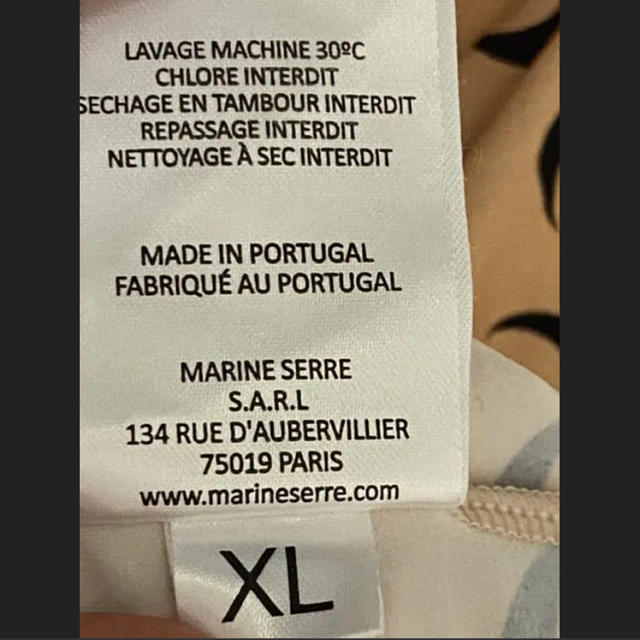 LAVAGE MACHINE 30ºC
CHLORE INTERDIT
SECHAGE EN TAMBOUR INTERDIT
REPASSAGE INTERDIT
NETTOYAGE À SEC INTERDIT
MADE IN PORTUGAL
FABRIQUÉ AU PORTUGAL
MARINE SERRE
S.A.R.L
134 RUE D'AUBERVILLIER
75019 PARIS
www.marineserre.com
XL